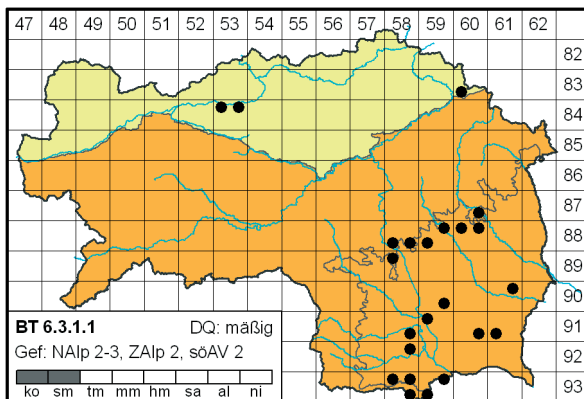 47 48 49 50 51 52 53 54 55 56 57 58 59 60 61 62
82
83
84
85
86
87
88
89
90
91
93
BT 6.3.1.1 DQ: mäßig
Gef: NAlp 2-3, ZAlp 2, söAV 2
ko sm tm mm hm sa al ni